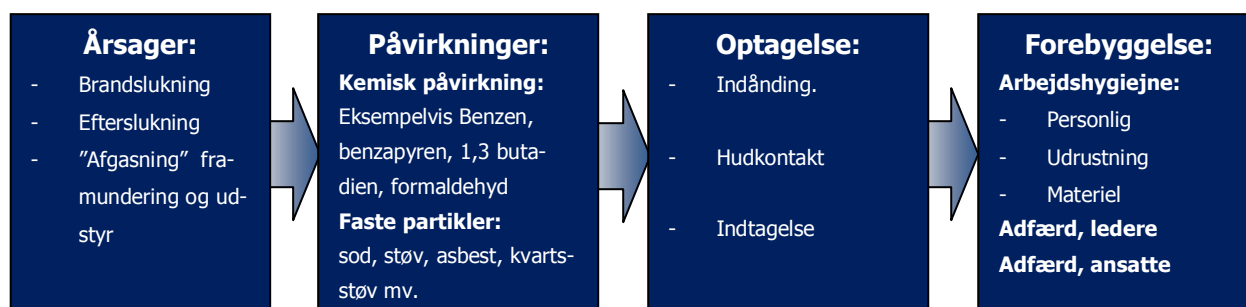 Årsager:
- Brandslukning
- Efterslukning
- ”Afgasning” fra-
mundering og ud-
styr
Påvirkninger:
Kemisk påvirkning:
Eksempelvis Benzen,
benzapyren, 1,3 buta-
dien, formaldehyd
Faste partikler:
sod, støv, asbest, kvarts-
støv mv.
Optagelse:
- Indånding.
- Hudkontakt
- Indtagelse
Forebyggelse:
Arbejdshygiejne:
- Personlig
- Udrustning
- Materiel
Adfærd, ledere
Adfærd, ansatte